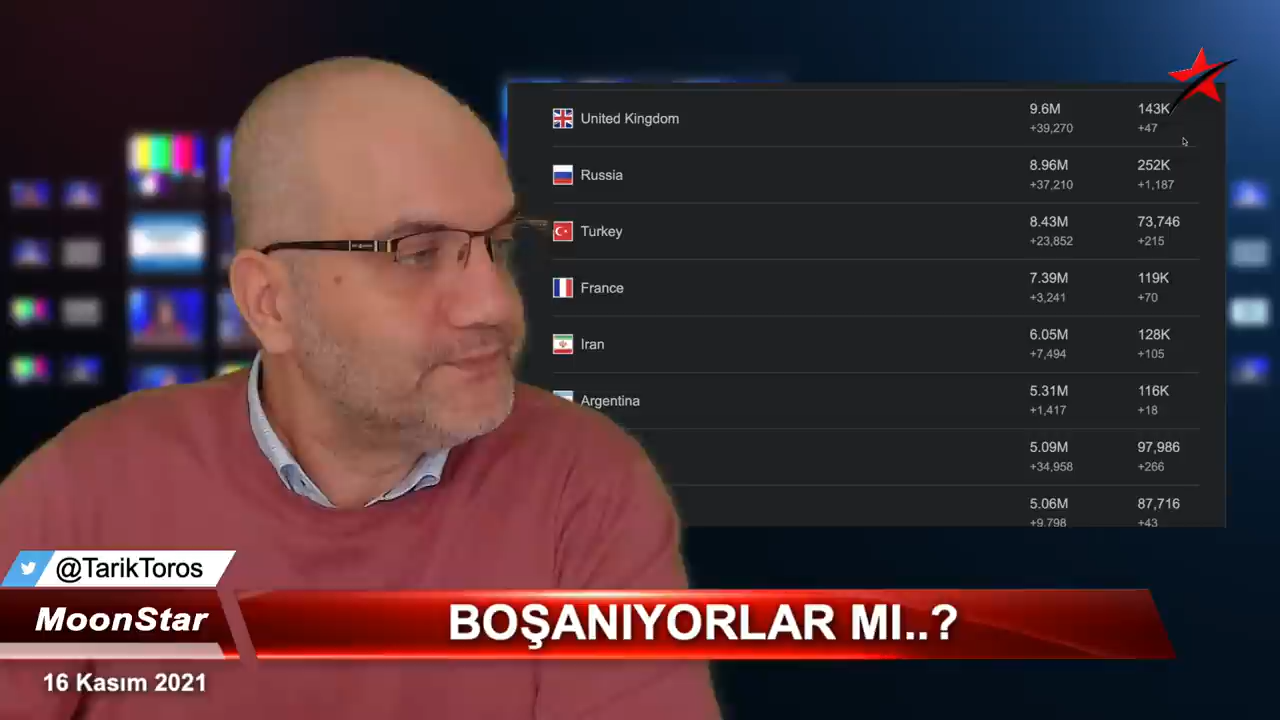 United Kingdom 9.6M 143K
+39,270 +47
Russia 8.96M 252K
+37,210 +1,187
Turkey 8.43M 73,746
+23,852 +215
France 7.39M 119K
+3,241 +70
Iran 6.05M 128K
+7,494 +105
Argentina 5.31M 116K
+1,417 +18
5.09M 97,986
+34,958 +266
5.06M 87,716
+9,798 +43
@TarikToros
MoonStar
BOŞANIYORLAR MI..?
16 Kasım 2021